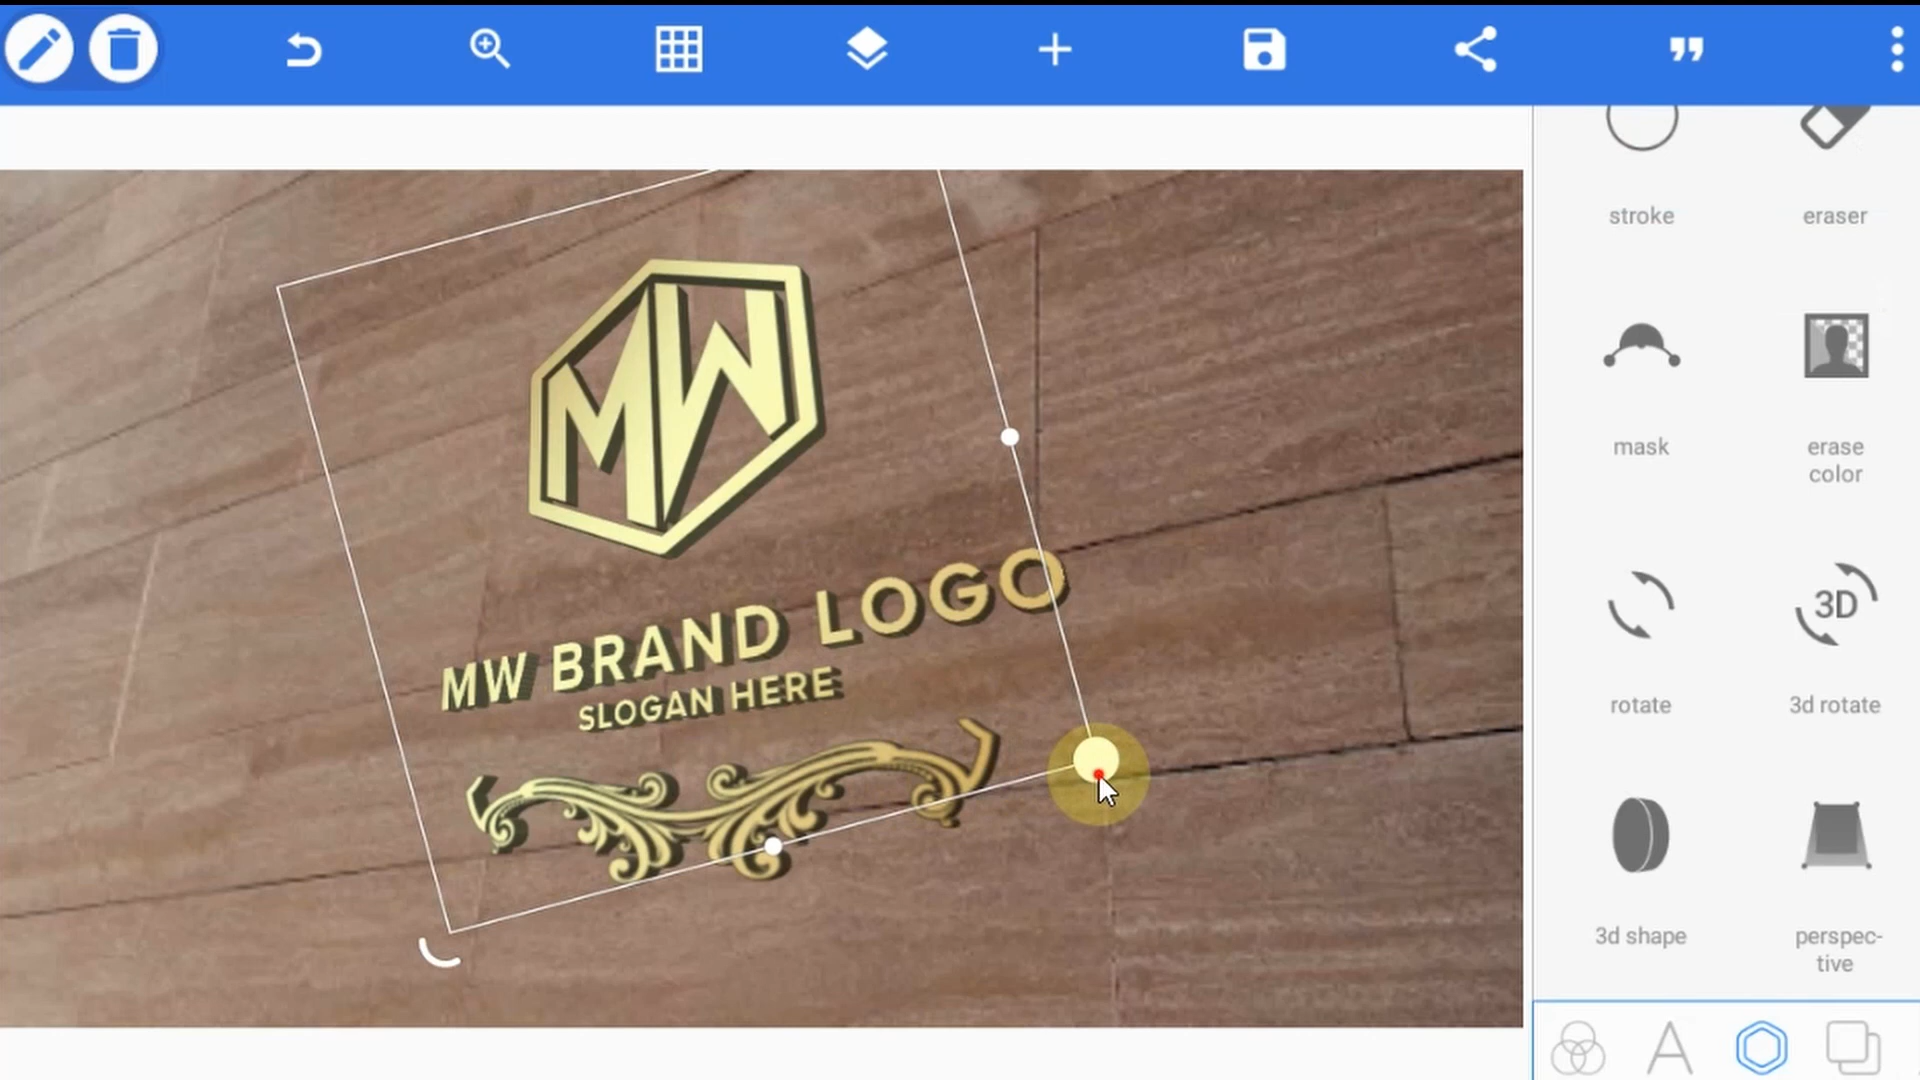 stroke
eraser
mask
erase
color
3D
rotate
3d rotate
3d shape
perspec-
tive
MW
MW BRAND LOGO
SLOGAN HERE
A